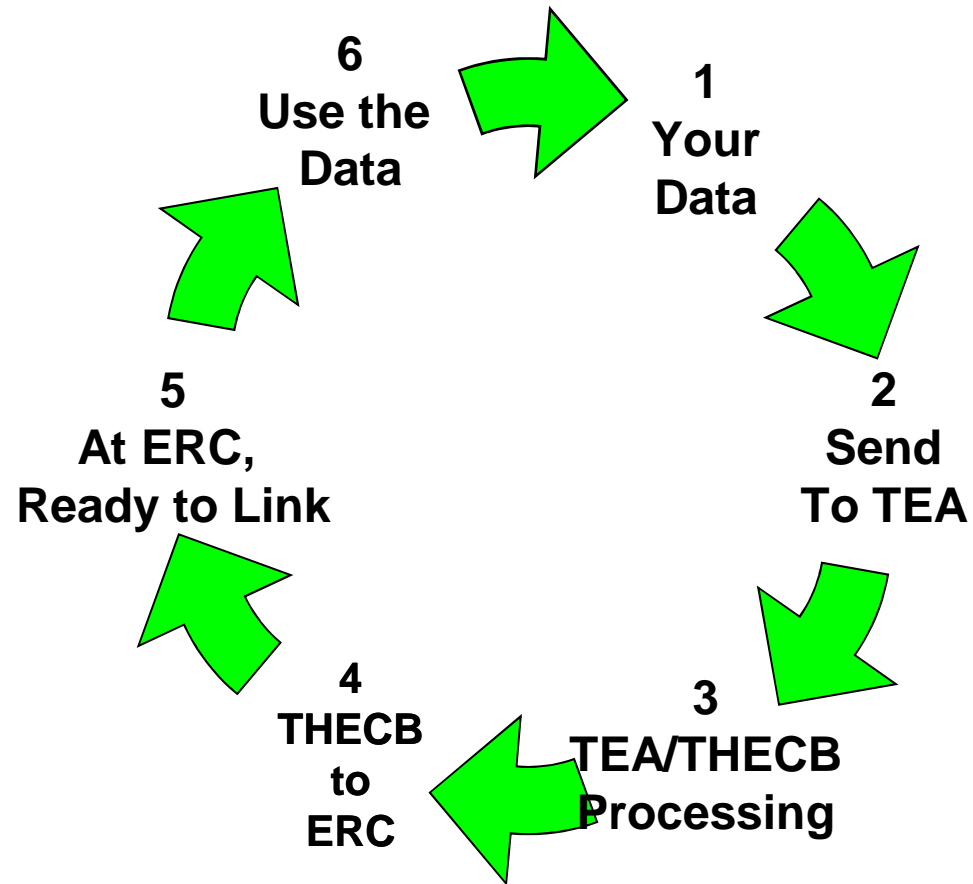 1
Your
Data
2
Send
To TEA
3
TEA/THECB
Processing
4
THECB
to
ERC
5
At ERC,
Ready to Link
6
Use the
Data